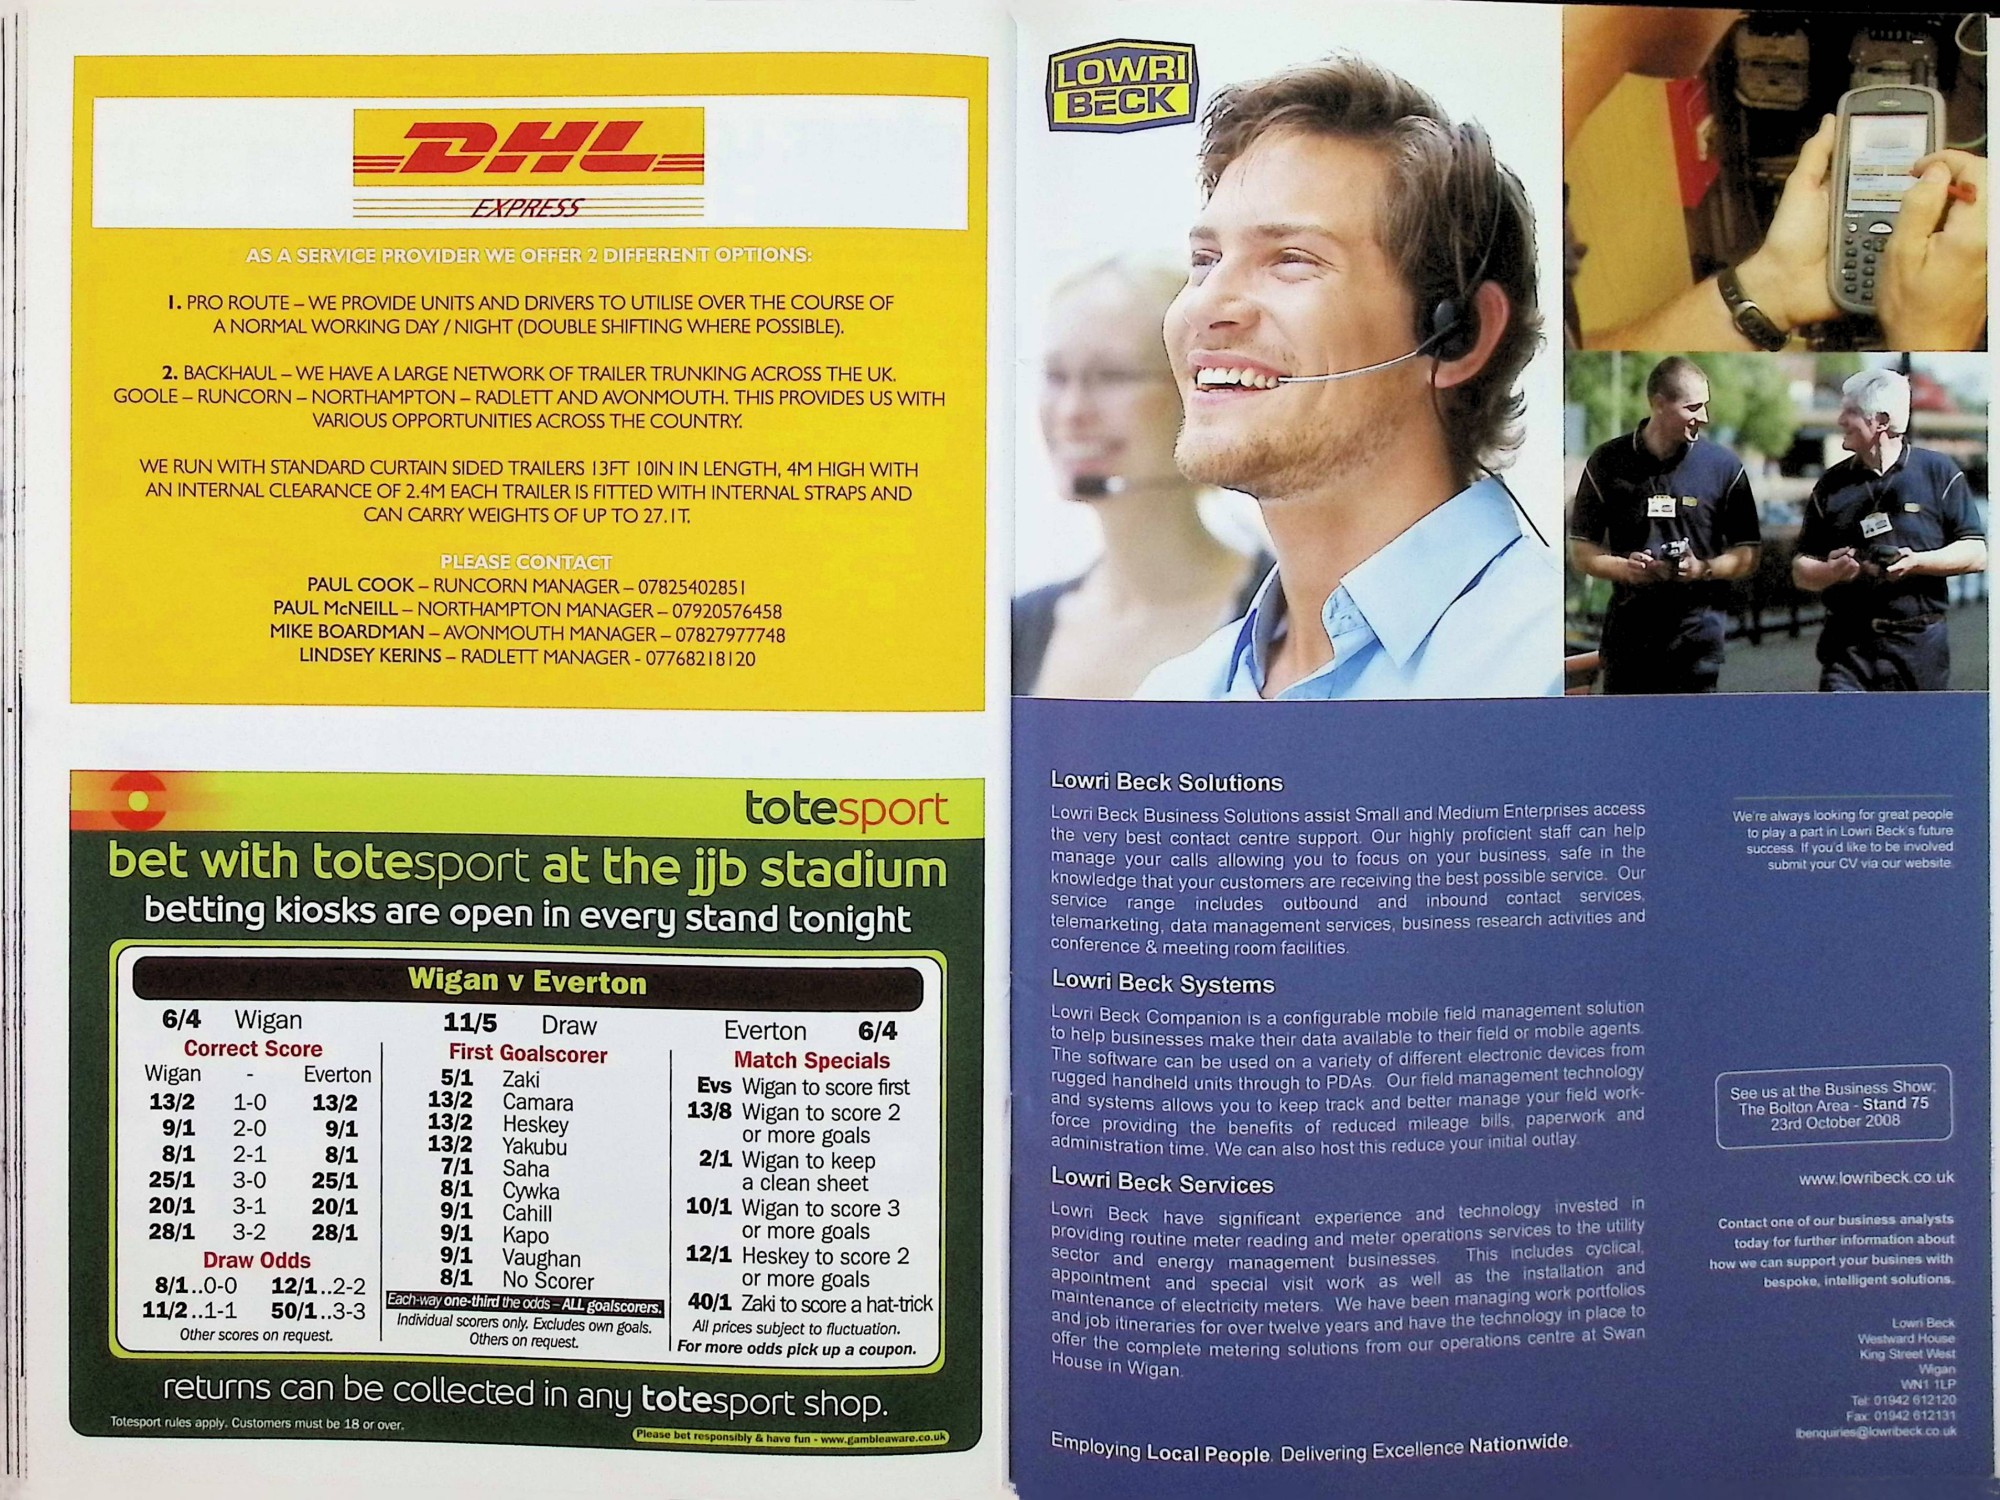 DHL
EXPRESS
AS A SERVICE PROVIDER WE OFFER 2 DIFFERENT OPTIONS:
1. PRO ROUTE – WE PROVIDE UNITS AND DRIVERS TO UTILISE OVER THE COURSE OF
A NORMAL WORKING DAY / NIGHT (DOUBLE SHIFTING WHERE POSSIBLE).
2. BACKHAUL – WE HAVE A LARGE NETWORK OF TRAILER TRUNKING ACROSS THE UK.
GOOLE – RUNCORN – NORTHAMPTON – RADLETT AND AVONMOUTH. THIS PROVIDES US WITH
VARIOUS OPPORTUNITIES ACROSS THE COUNTRY.
WE RUN WITH STANDARD CURTAIN SIDED TRAILERS 13FT 10IN IN LENGTH, 4M HIGH WITH
AN INTERNAL CLEARANCE OF 2.4M EACH TRAILER IS FITTED WITH INTERNAL STRAPS AND
CAN CARRY WEIGHTS OF UP TO 27.1T.
PLEASE CONTACT
PAUL COOK – RUNCORN MANAGER – 07825402851
PAUL McNEILL – NORTHAMPTON MANAGER – 07920576458
MIKE BOARDMAN – AVONMOUTH MANAGER – 07827977748
LINDSEY KERINS – RADLETT MANAGER - 07768218120
totesport
bet with totesport at the jjb stadium
betting kiosks are open in every stand tonight
Wigan v Everton
6/4 Wigan 11/5 Draw Everton 6/4
Correct Score
Wigan - Everton
13/2 1-0 13/2
9/1 2-0 9/1
8/1 2-1 8/1
25/1 3-0 25/1
20/1 3-1 20/1
28/1 3-2 28/1
Draw Odds
8/1..0-0 12/1..2-2
11/2..1-1 50/1..3-3
Other scores on request.
First Goalscorer
5/1 Zaki
13/2 Camara
13/2 Heskey
13/2 Yakubu
7/1 Saha
8/1 Cywka
9/1 Cahill
9/1 Kapo
9/1 Vaughan
8/1 No Scorer
Each-way one-third the odds – ALL goalscorers.
Individual scorers only. Excludes own goals.
Others on request.
Match Specials
Evs Wigan to score first
13/8 Wigan to score 2
or more goals
2/1 Wigan to keep
a clean sheet
10/1 Wigan to score 3
or more goals
12/1 Heskey to score 2
or more goals
40/1 Zaki to score a hat-trick
All prices subject to fluctuation.
For more odds pick up a coupon.
returns can be collected in any totesport shop.
Totesport rules apply. Customers must be 18 or over.
Please bet responsibly & have fun - www.gambleaware.co.uk
LOWRI
BECK
Lowri Beck Solutions
Lowri Beck Business Solutions assist Small and Medium Enterprises access
the very best contact centre support. Our highly proficient staff can help
manage your calls allowing you to focus on your business, safe in the
knowledge that your customers are receiving the best possible service. Our
service range includes outbound and inbound contact services,
telemarketing, data management services, business research activities and
conference & meeting room facilities.
Lowri Beck Systems
Lowri Beck Companion is a configurable mobile field management solution
to help businesses make their data available to their field or mobile agents.
The software can be used on a variety of different electronic devices from
rugged handheld units through to PDAs. Our field management technology
and systems allows you to keep track and better manage your field work-
force providing the benefits of reduced mileage bills, paperwork and
administration time. We can also host this reduce your initial outlay.
Lowri Beck Services
Lowri Beck have significant experience and technology invested in
providing routine meter reading and meter operations services to the utility
sector and energy management businesses. This includes cyclical,
appointment and special visit work as well as the installation and
maintenance of electricity meters. We have been managing work portfolios
and job itineraries for over twelve years and have the technology in place to
offer the complete metering solutions from our operations centre at Swan
House in Wigan.
Employing Local People. Delivering Excellence Nationwide.
We're always looking for great people
to play a part in Lowri Beck's future
success. If you'd like to be involved
submit your CV via our website.
See us at the Business Show:
The Bolton Area - Stand 75
23rd October 2008
www.lowribeck.co.uk
Contact one of our business analysts
today for further information about
how we can support your busines with
bespoke, intelligent solutions.
Lowri Beck
Westward House
King Street West
Wigan
WN1 1LP
Tel: 01942 612120
Fax: 01942 612131
lbenquiries@lowribeck.co.uk